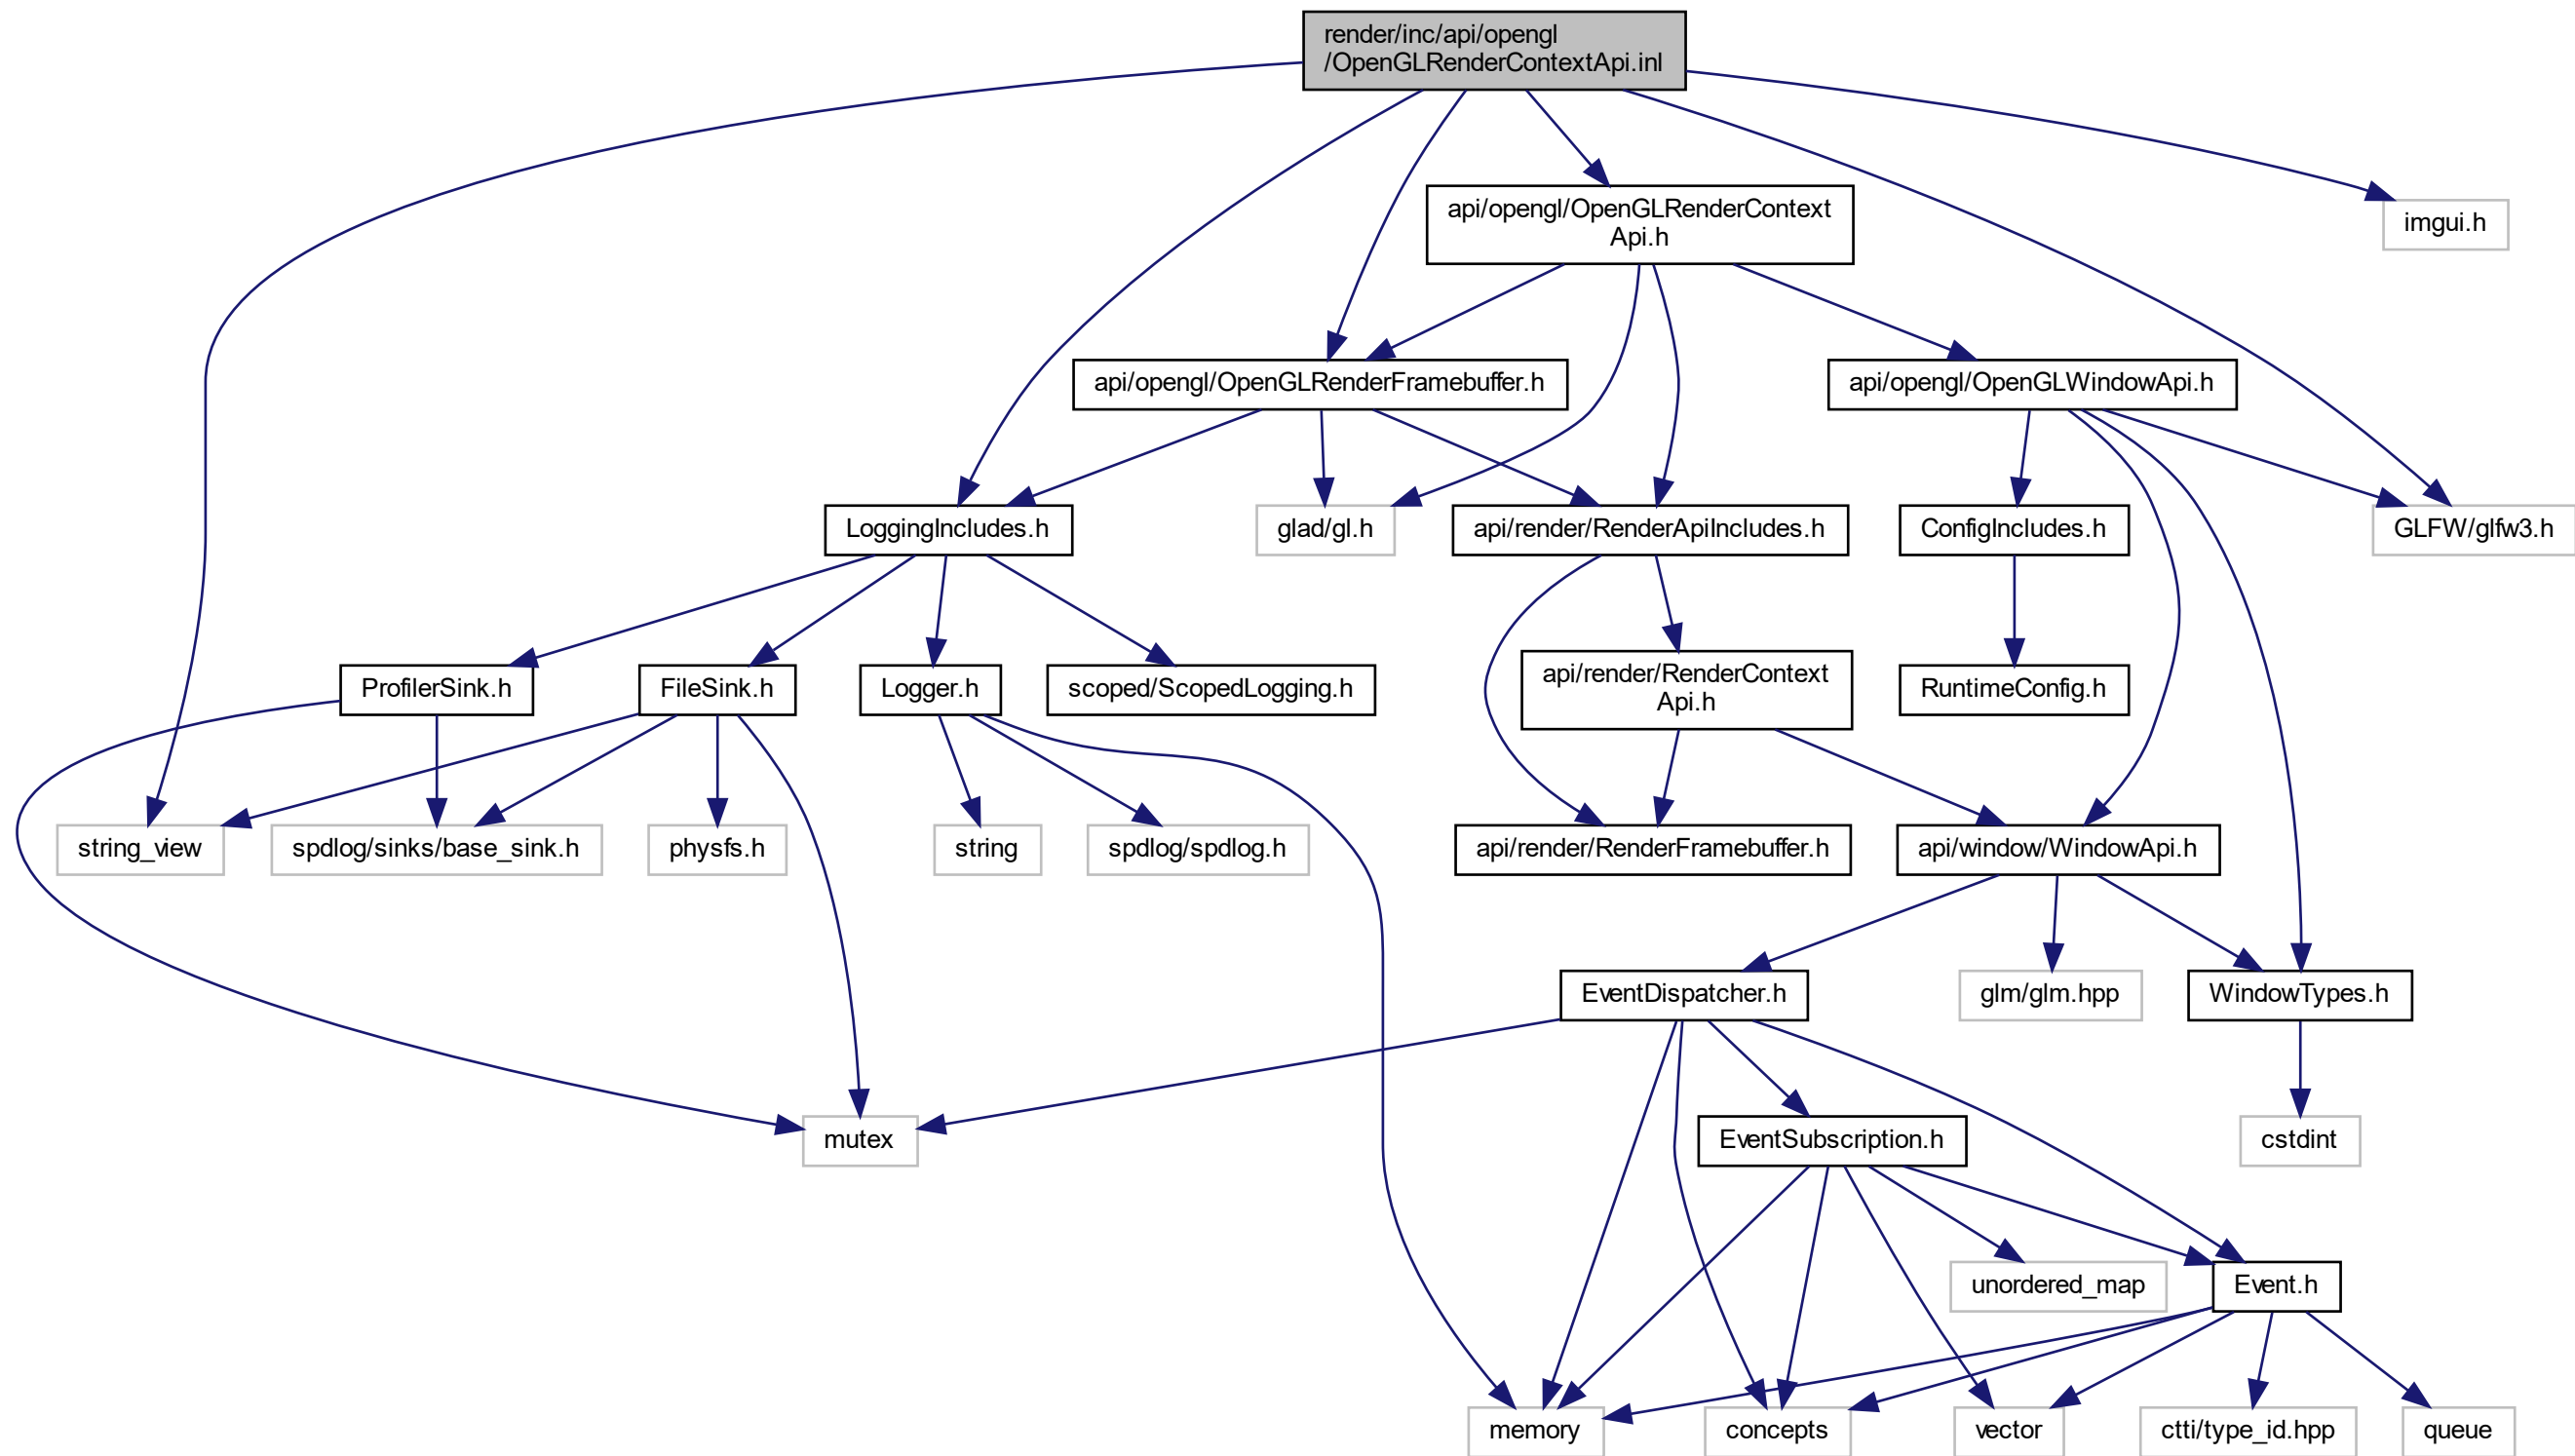 render/inc/api/opengl
/OpenGLRenderContextApi.inl
api/opengl/OpenGLRenderContext
Api.h
imgui.h
api/opengl/OpenGLRenderFramebuffer.h
api/opengl/OpenGLWindowApi.h
LoggingIncludes.h
glad/gl.h
api/render/RenderApiIncludes.h
ConfigIncludes.h
GLFW/glfw3.h
ProfilerSink.h
FileSink.h
Logger.h
scoped/ScopedLogging.h
api/render/RenderContext
Api.h
RuntimeConfig.h
string_view
spdlog/sinks/base_sink.h
physfs.h
string
spdlog/spdlog.h
api/render/RenderFramebuffer.h
api/window/WindowApi.h
EventDispatcher.h
glm/glm.hpp
WindowTypes.h
mutex
EventSubscription.h
cstdint
unordered_map
Event.h
memory
concepts
vector
ctti/type_id.hpp
queue